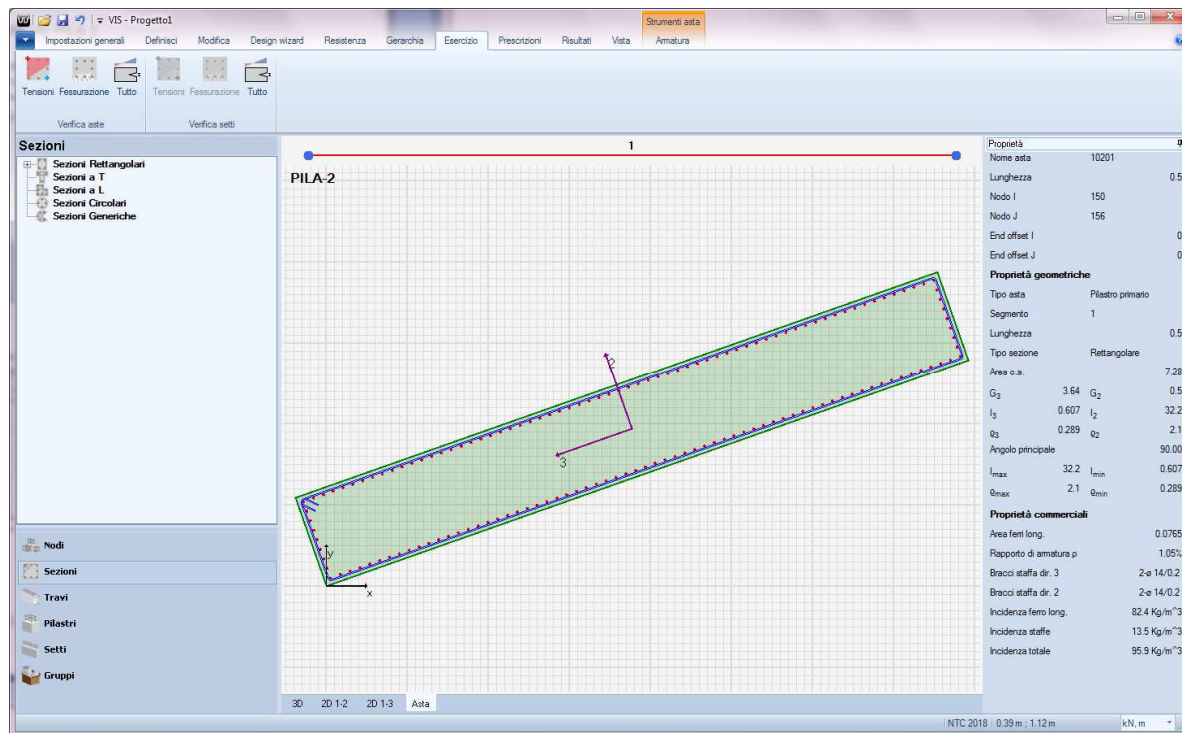 VIS - Progetto1
Strumenti asta
Impostazioni generali Definisci Modifica Design wizard Resistenza Gerarchia Esercizio Prescrizioni Risultati Vista Armatura
Tensioni Fessurazione Tutto Tensioni Fessurazione Tutto
Verifica aste Verifica setti
Sezioni
Sezioni Rettangolari
Sezioni a T
Sezioni a L
Sezioni Circolari
Sezioni Generiche
Nodi
Sezioni
Travi
Pilastri
Setti
Gruppi
1
PILA-2
2
3
y
x
3D 2D 1-2 2D 1-3 Asta
Proprietà
Nome asta 10201
Lunghezza 0.5
Nodo I 150
Nodo J 156
End offset I 0
End offset J 0
Proprietà geometriche
Tipo asta Pilastro primario
Segmento 1
Lunghezza 0.5
Tipo sezione Rettangolare
Area c.a. 7.28
G3 3.64 G2 0.5
I3 0.607 I2 32.2
ϱ3 0.289 ϱ2 2.1
Angolo principale 90.00
Imax 32.2 Imin 0.607
ϱmax 2.1 ϱmin 0.289
Proprietà commerciali
Area ferri long. 0.0765
Rapporto di armatura ρ 1.05%
Bracci staffa dir. 3 2-ø 14/0.2
Bracci staffa dir. 2 2-ø 14/0.2
Incidenza ferro long. 82.4 Kg/m^3
Incidenza staffe 13.5 Kg/m^3
Incidenza totale 95.9 Kg/m^3
NTC 2018 0.39 m ; 1.12 m kN, m